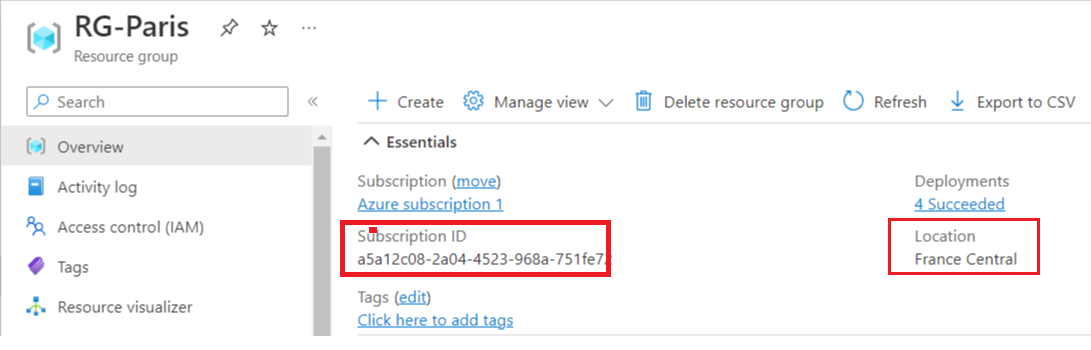 RG-Paris
Resource group
Search
Create
Manage view
Delete resource group
Refresh
Export to CSV
Overview
Activity log
Access control (IAM)
Tags
Resource visualizer
Essentials
Subscription (move)
Azure subscription 1
Subscription ID
a5a12c08-2a04-4523-968a-751fe72
Tags (edit)
Click here to add tags
Deployments
4 Succeeded
Location
France Central